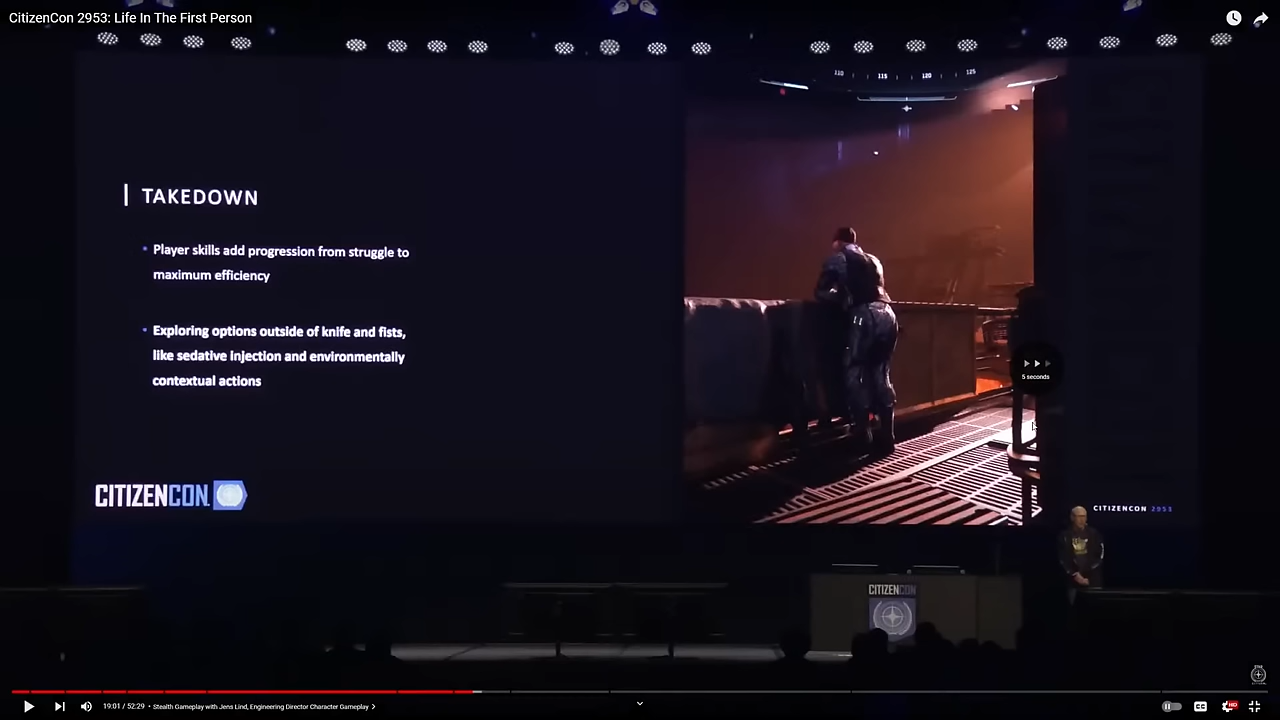 CitizenCon 2953: Life In The First Person
110 115 120 125
TAKEDOWN
• Player skills add progression from struggle to
maximum efficiency
• Exploring options outside of knife and fists,
like sedative injection and environmentally
contextual actions
5 seconds
CITIZENCON
CITIZENCON 2953
CITIZENCON
19:01 / 52:29 • Stealth Gameplay with Jens Lind, Engineering Director Character Gameplay >
CC
HD